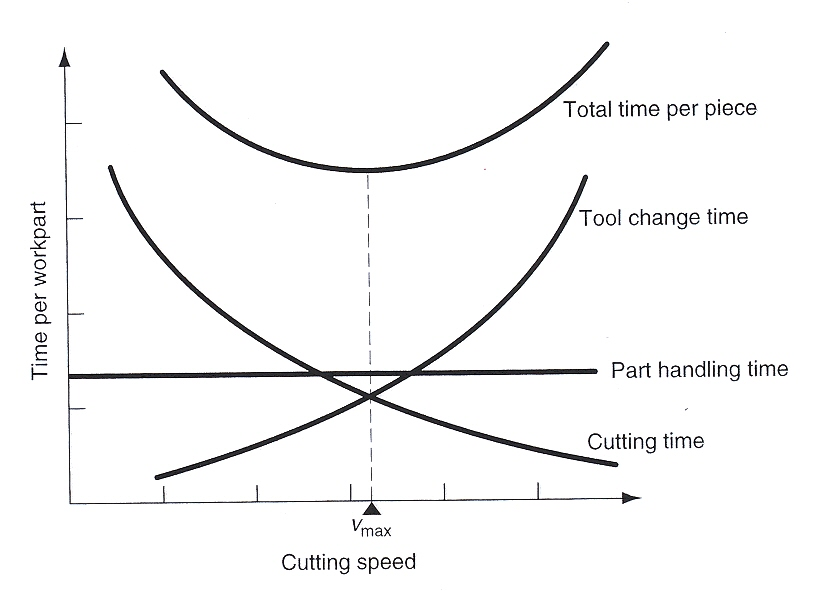 Total time per piece
Tool change time
Time per workpart
Part handling time
Cutting time
vmax
Cutting speed